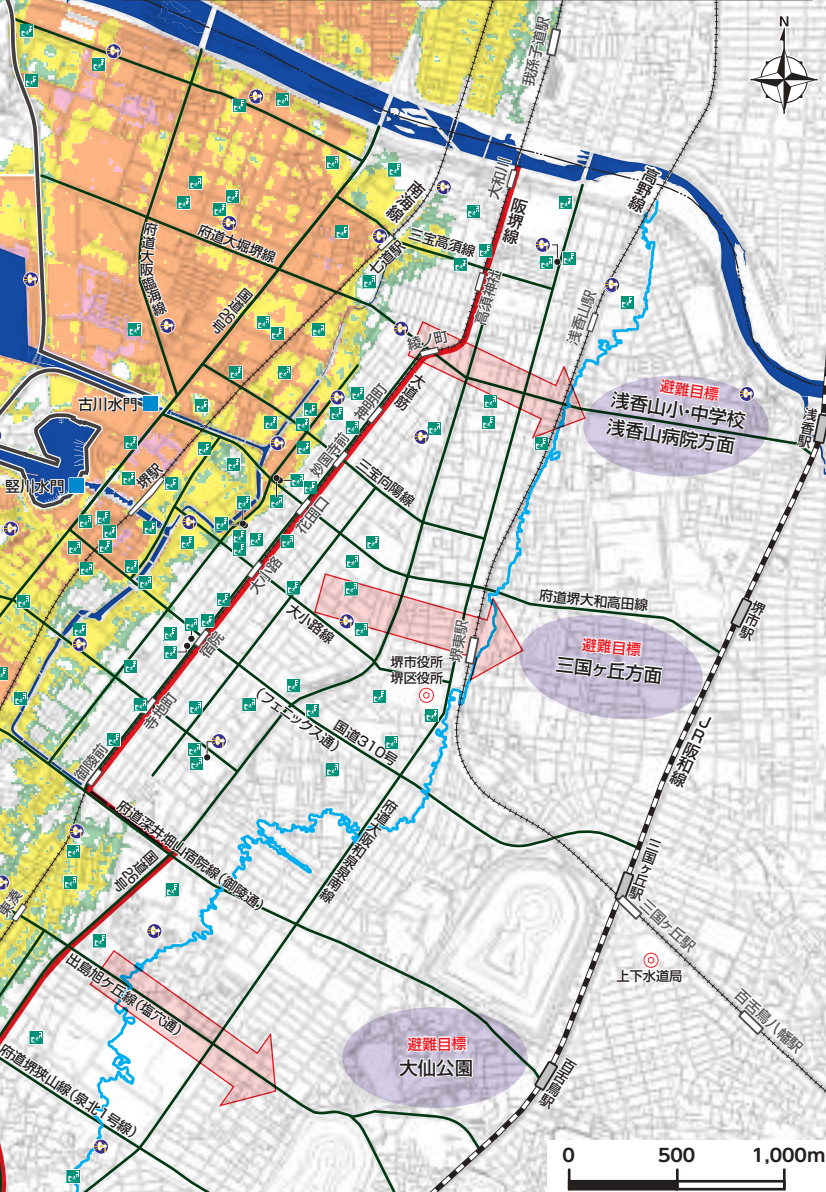 N
我孫子道駅
大和川
高野線
南海線
阪堺線
七道駅
三宝高須線
府道大堀堺線
府道大阪臨海線
国道26号
高須神社
浅香山駅
綾ノ町
大道筋
神明町
避難目標
浅香山小・中学校
浅香山病院方面
浅香駅
古川水門
竪川水門
堺駅
妙国寺前
三宝向陽線
花田口
大小路
大小路線
宿院
府道堺大和高田線
堺市駅
避難目標
三国ヶ丘方面
堺東駅
堺市役所
堺区役所
寺地町
(フェニックス通)
国道310号
JR阪和線
御陵前
府道深井畑山宿院線(御陵通)
府道大阪和泉泉南線
国道26号
東湊
三国ヶ丘駅
三国ヶ丘駅
上下水道局
百舌鳥八幡駅
出島旭ケ丘線(塩穴通)
府道堺狭山線(泉北1号線)
避難目標
大仙公園
百舌鳥駅
0 500 1,000m